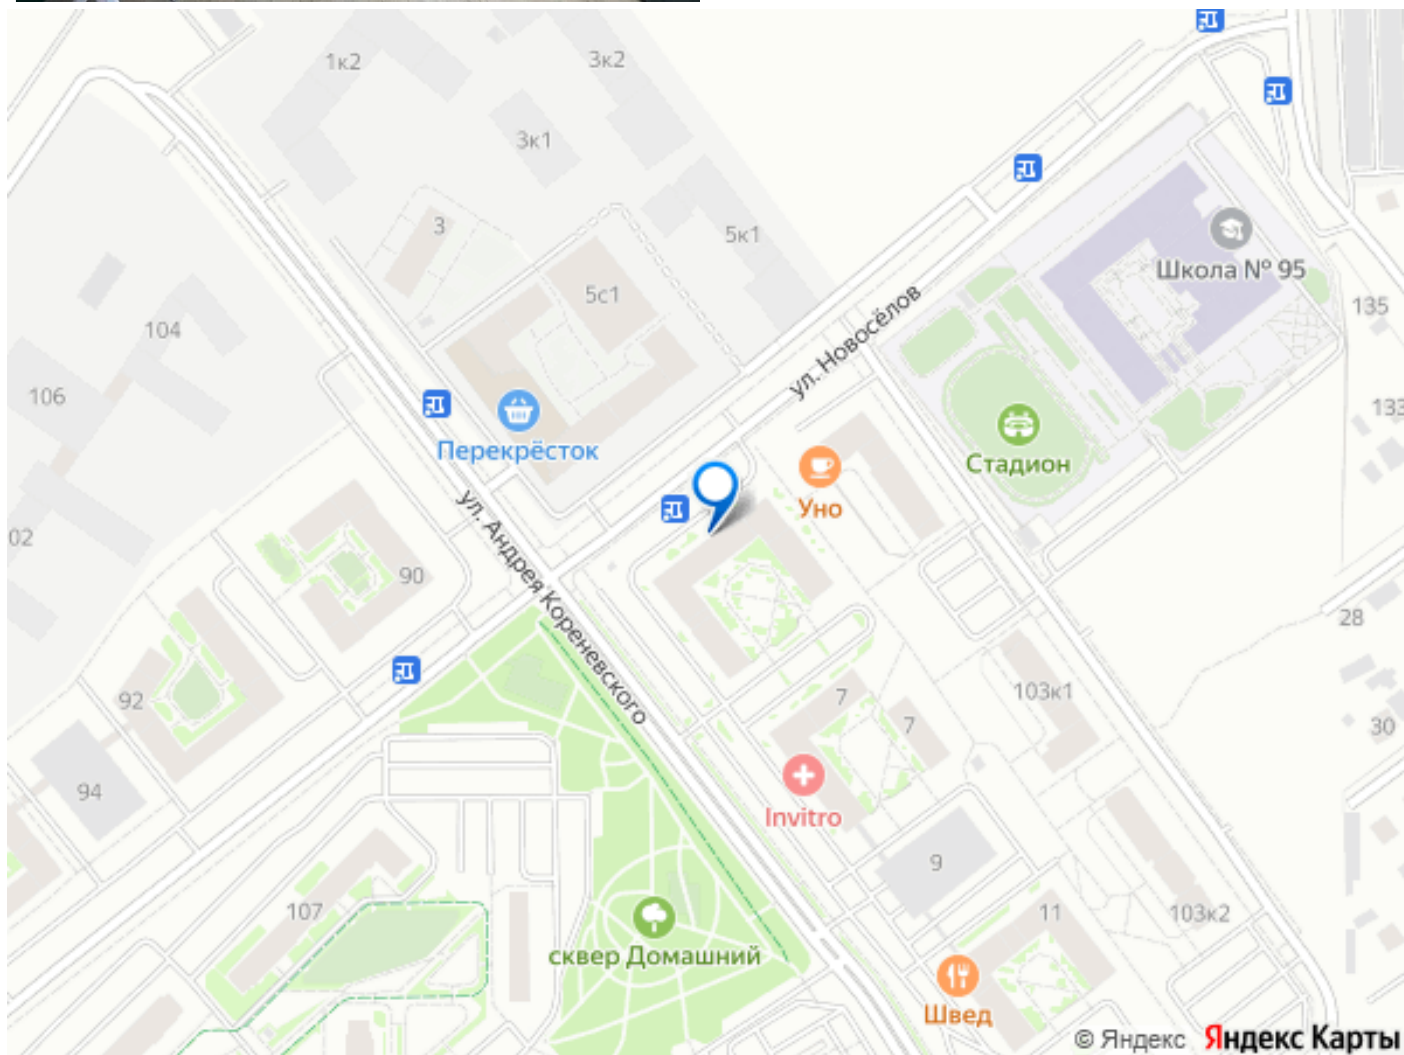 1к2
3к2
3к1
3
5к1
5с1
Школа № 95
135
104
106
ул. Новосёлов
133
Перекрёсток
Стадион
Уно
ул. Андрея Кореневского
02
90
28
92
103к1
7
7
30
94
Invitro
9
107
11
103к2
сквер Домашний
Швед
© Яндекс Яндекс Карты